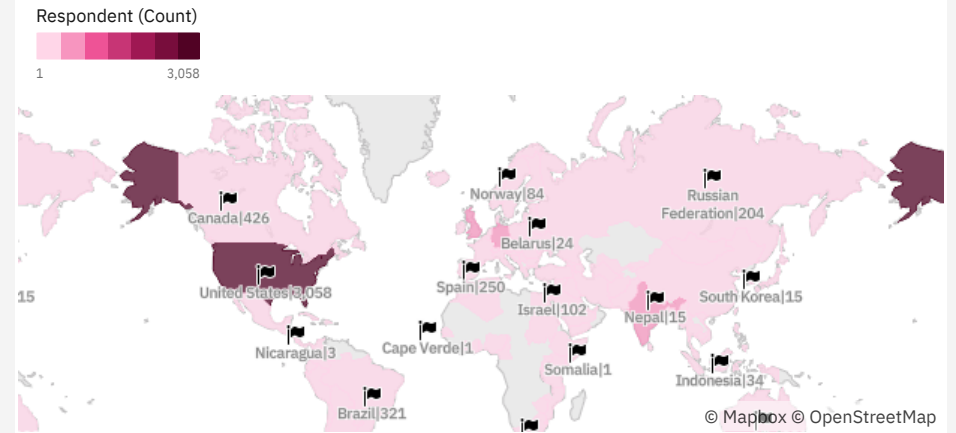 Respondent (Count)
1
3,058
Norway|84
Russian
Federation|204
Canada|426
Belarus|24
Spain|250
United States|3,058
15
South Korea|15
Israel|102
Nepal|15
Nicaragua|3
Cape Verde|1
Somalia|1
Indonesia|34
Brazil|321
© Mapbox © OpenStreetMap